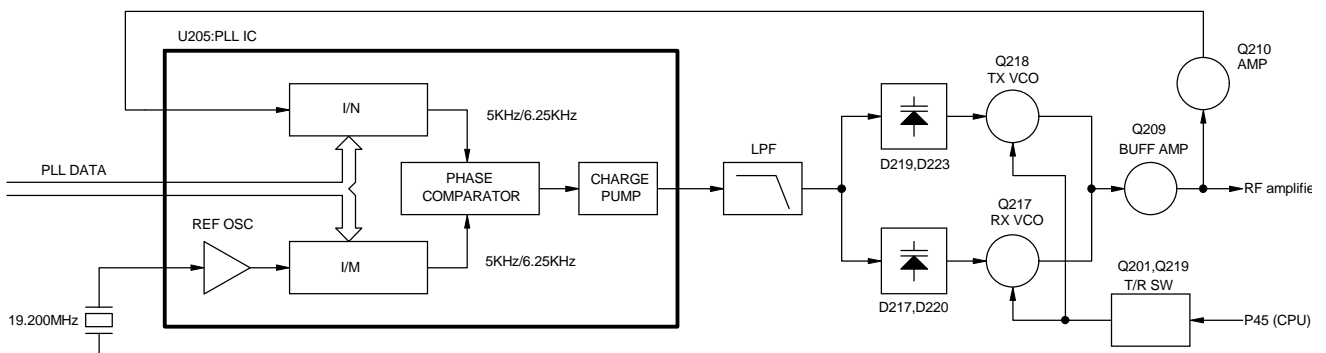 U205:PLL IC
I/N
5KHz/6.25KHz
PLL DATA
PHASE
COMPARATOR
CHARGE
PUMP
LPF
REF OSC
I/M
5KHz/6.25KHz
19.200MHz
D219,D223
Q218
TX VCO
Q210
AMP
Q209
BUFF AMP
RF amplifie
Q217
RX VCO
D217,D220
Q201,Q219
T/R SW
P45 (CPU)